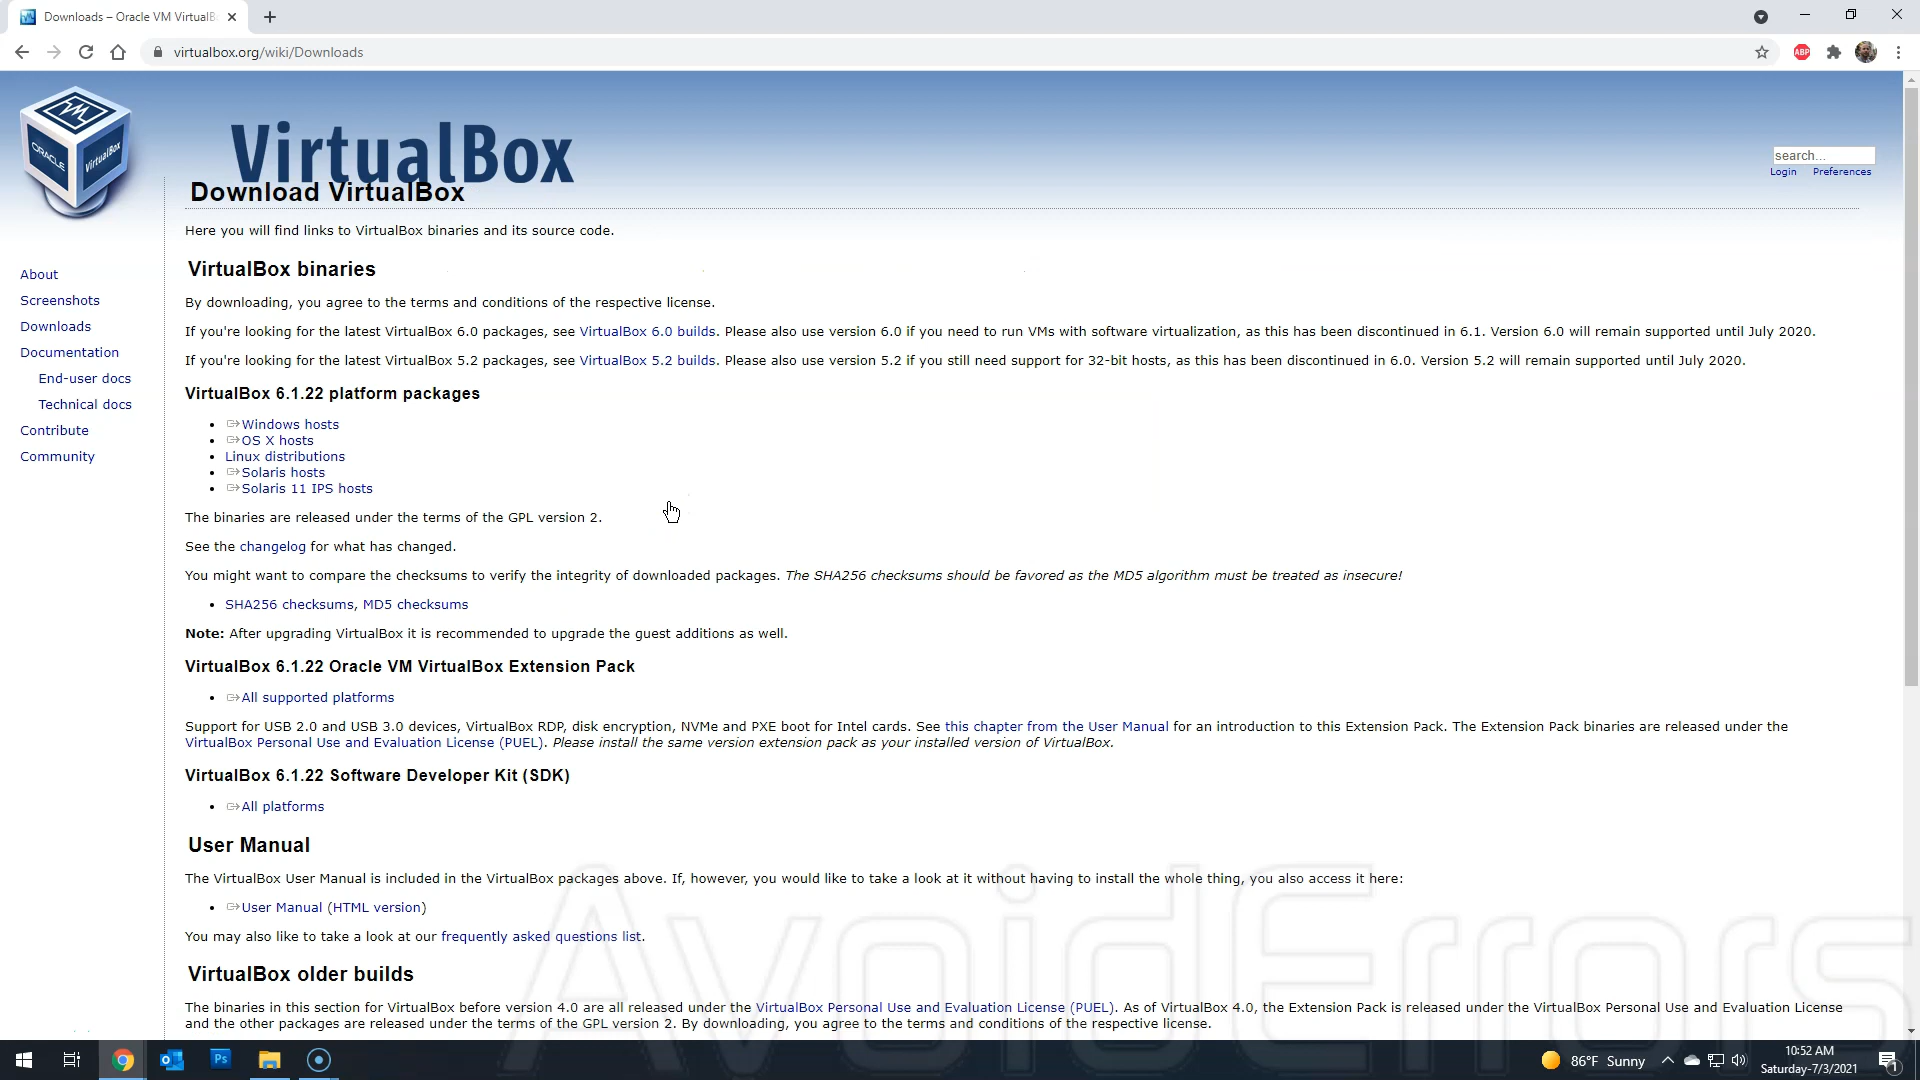 Downloads – Oracle VM VirtualB
virtualbox.org/wiki/Downloads
ABP
ORACLE
VirtualBox
VirtualBox
search...
Login Preferences
Download VirtualBox
Here you will find links to VirtualBox binaries and its source code.
About
Screenshots
Downloads
Documentation
End-user docs
Technical docs
Contribute
Community
VirtualBox binaries
By downloading, you agree to the terms and conditions of the respective license.
If you're looking for the latest VirtualBox 6.0 packages, see VirtualBox 6.0 builds. Please also use version 6.0 if you need to run VMs with software virtualization, as this has been discontinued in 6.1. Version 6.0 will remain supported until July 2020.
If you're looking for the latest VirtualBox 5.2 packages, see VirtualBox 5.2 builds. Please also use version 5.2 if you still need support for 32-bit hosts, as this has been discontinued in 6.0. Version 5.2 will remain supported until July 2020.
VirtualBox 6.1.22 platform packages
• Windows hosts
• OS X hosts
• Linux distributions
• Solaris hosts
• Solaris 11 IPS hosts
The binaries are released under the terms of the GPL version 2.
See the changelog for what has changed.
You might want to compare the checksums to verify the integrity of downloaded packages. The SHA256 checksums should be favored as the MD5 algorithm must be treated as insecure!
• SHA256 checksums, MD5 checksums
Note: After upgrading VirtualBox it is recommended to upgrade the guest additions as well.
VirtualBox 6.1.22 Oracle VM VirtualBox Extension Pack
• All supported platforms
Support for USB 2.0 and USB 3.0 devices, VirtualBox RDP, disk encryption, NVMe and PXE boot for Intel cards. See this chapter from the User Manual for an introduction to this Extension Pack. The Extension Pack binaries are released under the
VirtualBox Personal Use and Evaluation License (PUEL). Please install the same version extension pack as your installed version of VirtualBox.
VirtualBox 6.1.22 Software Developer Kit (SDK)
• All platforms
User Manual
The VirtualBox User Manual is included in the VirtualBox packages above. If, however, you would like to take a look at it without having to install the whole thing, you also access it here:
• User Manual (HTML version)
You may also like to take a look at our frequently asked questions list.
VirtualBox older builds
The binaries in this section for VirtualBox before version 4.0 are all released under the VirtualBox Personal Use and Evaluation License (PUEL). As of VirtualBox 4.0, the Extension Pack is released under the VirtualBox Personal Use and Evaluation License
and the other packages are released under the terms of the GPL version 2. By downloading, you agree to the terms and conditions of the respective license.
AvoidErrors
Ps
86°F Sunny
10:52 AM
Saturday-7/3/2021
1